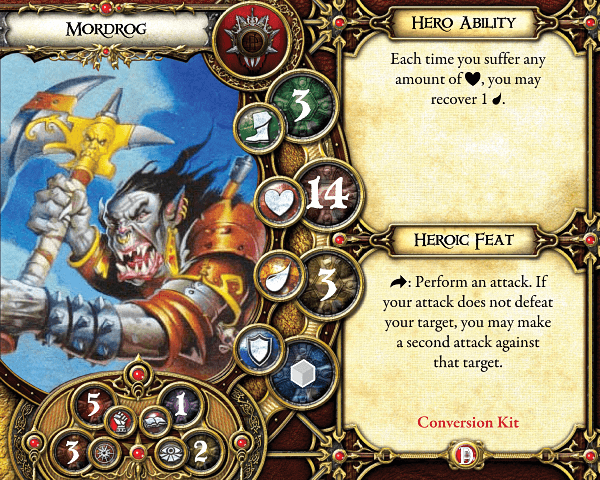 Mordrog
3
14
3
5
1
3
2
Hero Ability
Each time you suffer any
amount of ♥, you may
recover 1 .
Heroic Feat
: Perform an attack. If
your attack does not defeat
your target, you may make
a second attack against
that target.
Conversion Kit
D